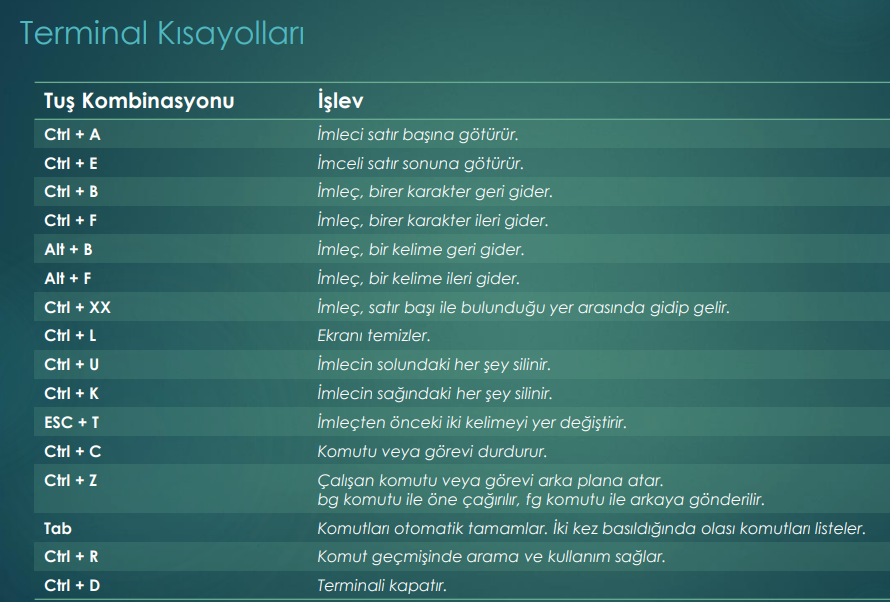 Terminal Kısayolları
Tuş Kombinasyonu İşlev
Ctrl + A İmleci satır başına götürür.
Ctrl + E İmceli satır sonuna götürür.
Ctrl + B İmleç, birer karakter geri gider.
Ctrl + F İmleç, birer karakter ileri gider.
Alt + B İmleç, bir kelime geri gider.
Alt + F İmleç, bir kelime ileri gider.
Ctrl + XX İmleç, satır başı ile bulunduğu yer arasında gidip gelir.
Ctrl + L Ekranı temizler.
Ctrl + U İmlecin solundaki her şey silinir.
Ctrl + K İmlecin sağındaki her şey silinir.
ESC + T İmleçten önceki iki kelimeyi yer değiştirir.
Ctrl + C Komutu veya görevi durdurur.
Ctrl + Z Çalışan komutu veya görevi arka plana atar.
bg komutu ile öne çağırılır, fg komutu ile arkaya gönderilir.
Tab Komutları otomatik tamamlar. İki kez basıldığında olası komutları listeler.
Ctrl + R Komut geçmişinde arama ve kullanım sağlar.
Ctrl + D Terminali kapatır.